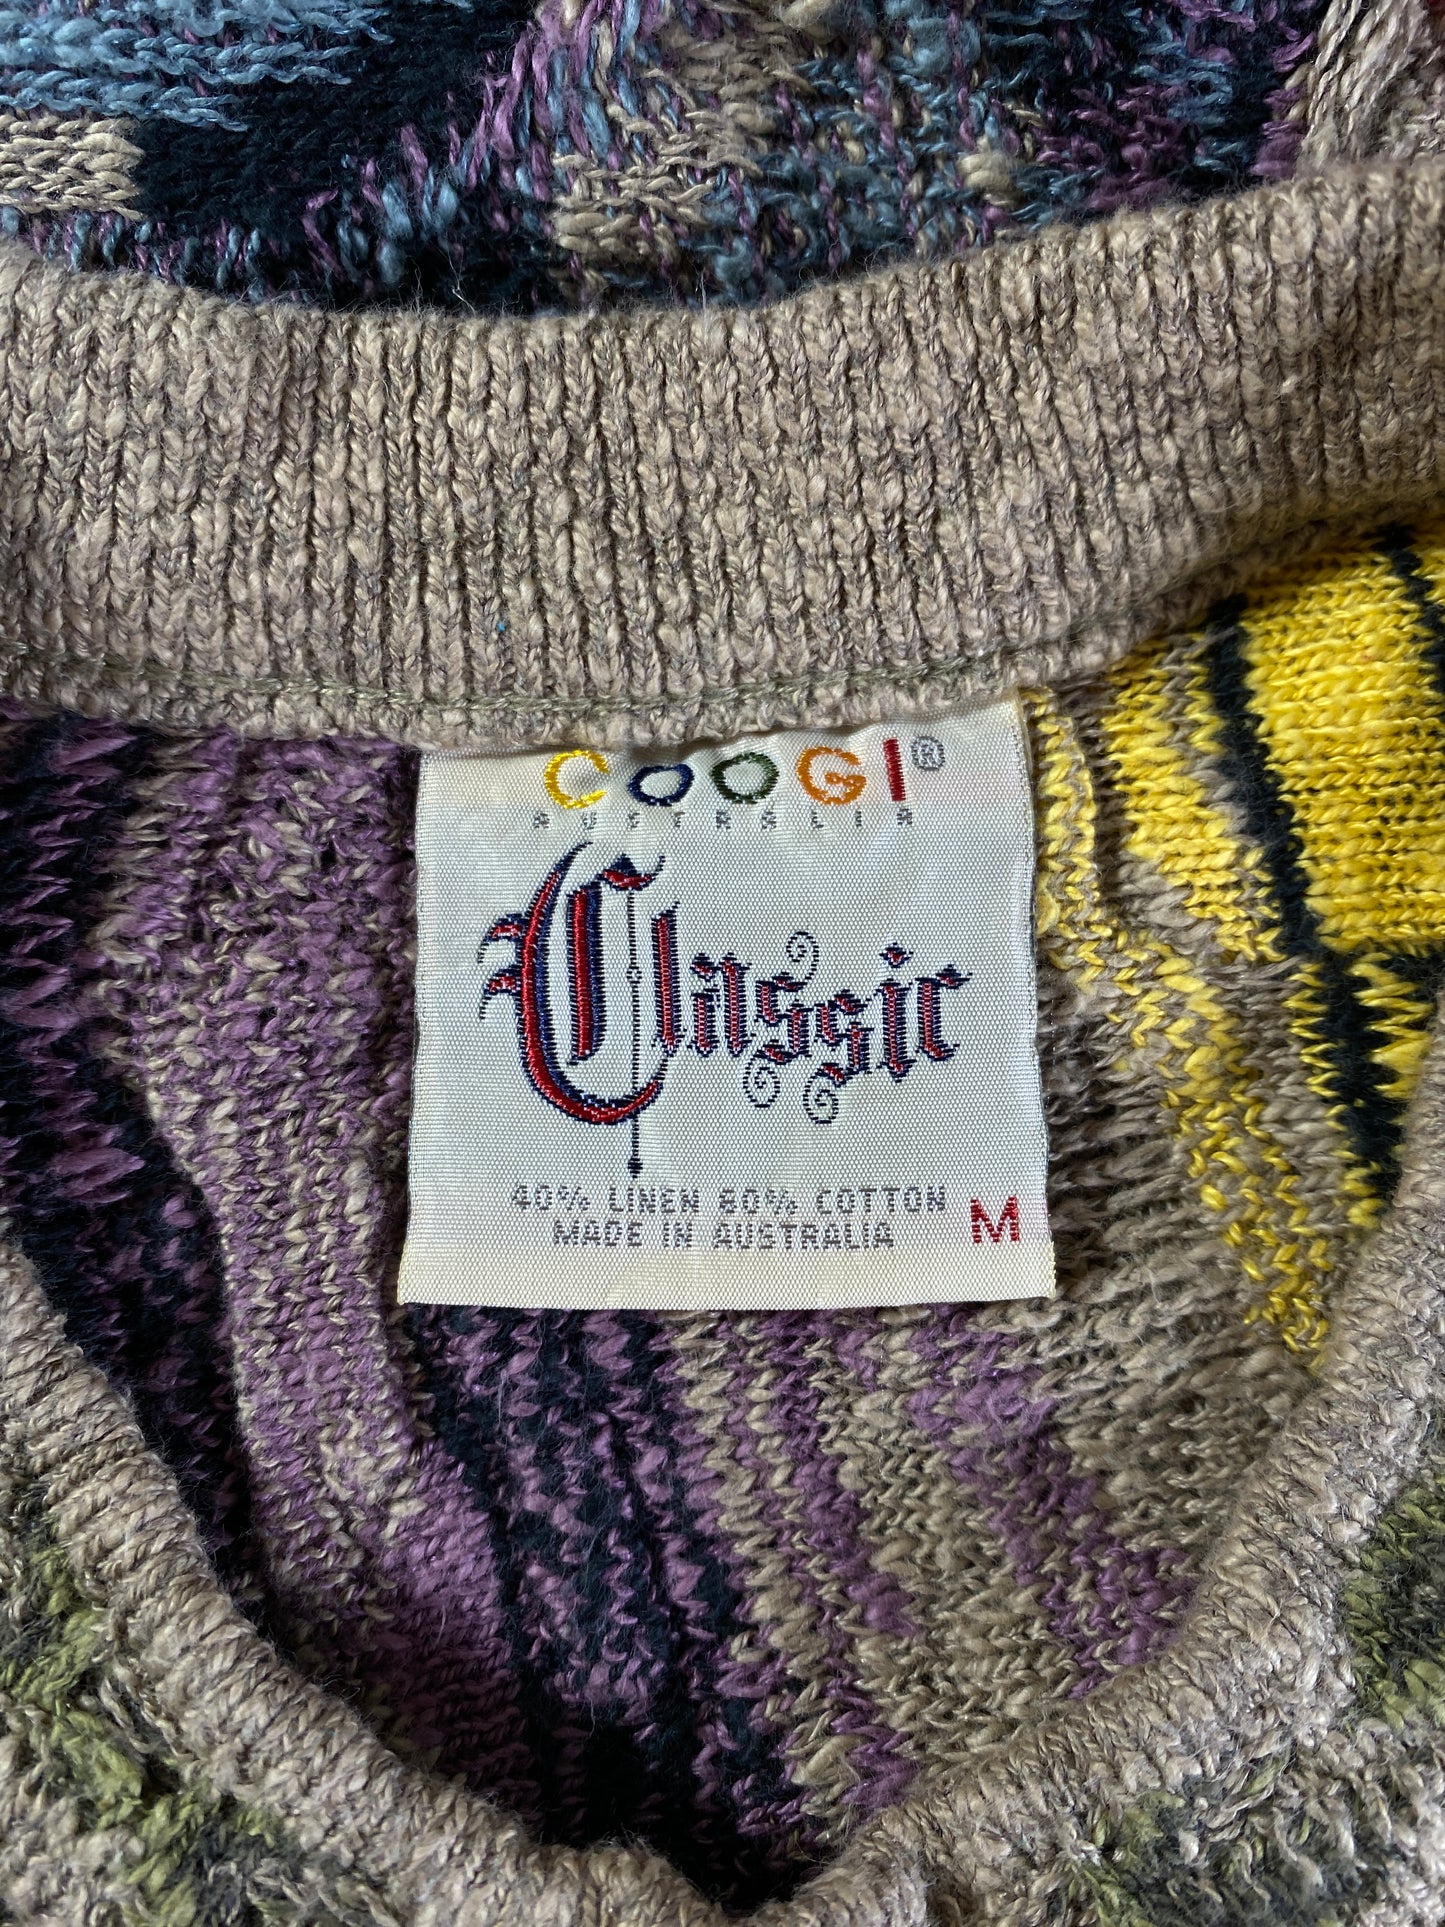 COOGI®
AUSTRALIA
Classic
40% LINEN 60% COTTON
MADE IN AUSTRALIA
M